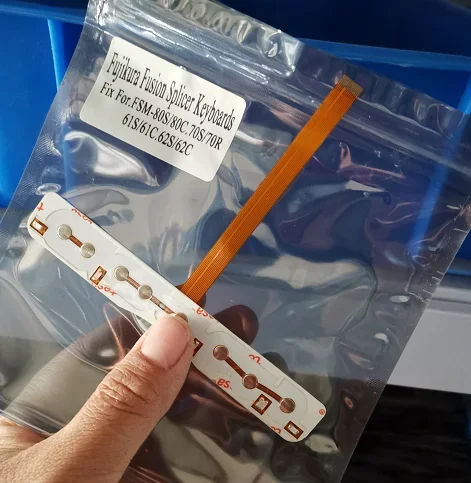 Fujikura Fusion Splicer Keyboards
Fix For.FSM-80S/80C.70S/70R
61S/61C.62S/62C